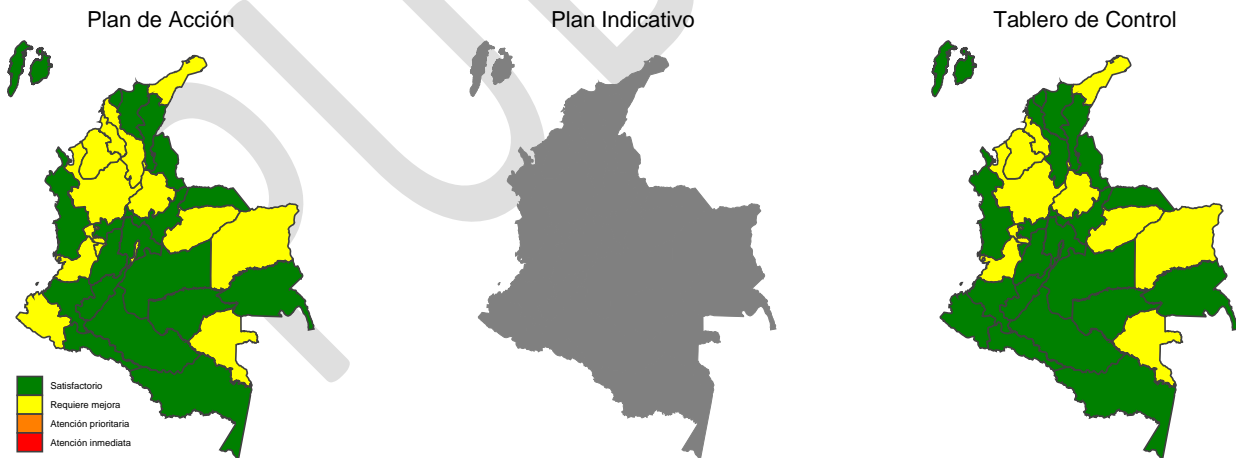 Plan de Acción
Plan Indicativo
Tablero de Control
Satisfactorio
Requiere mejora
Atención prioritaria
Atención inmediata